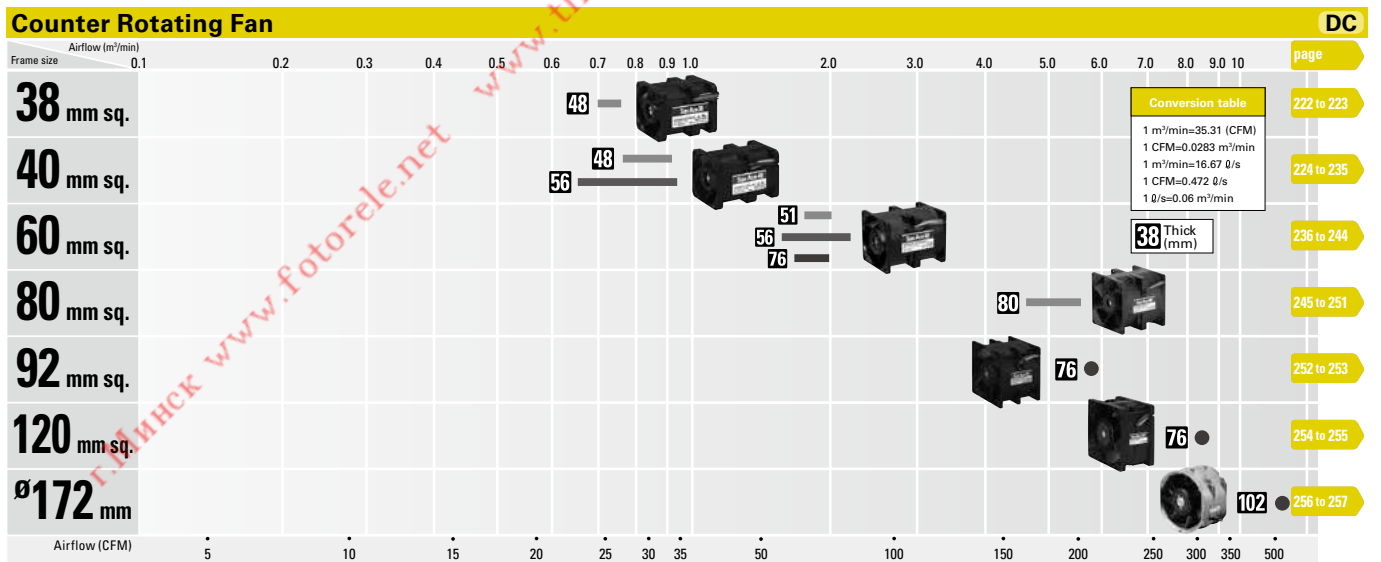 Counter Rotating Fan DC
Airflow (m³/min)
Frame size 0.1 0.2 0.3 0.4 0.5 0.6 0.7 0.8 0.9 1.0 2.0 3.0 4.0 5.0 6.0 7.0 8.0 9.0 10 page
38 mm sq. 48 222 to 223
Conversion table
1 m³/min=35.31 (CFM)
1 CFM=0.0283 m³/min
1 m³/min=16.67 ℓ/s
1 CFM=0.472 ℓ/s
1 ℓ/s=0.06 m³/min
40 mm sq. 48 56 224 to 235
38 Thick
(mm)
60 mm sq. 51 56 76 236 to 244
80 mm sq. 80 245 to 251
92 mm sq. 76 252 to 253
120 mm sq. 76 254 to 255
ø172 mm 102 256 to 257
Airflow (CFM) 5 10 15 20 25 30 35 50 100 150 200 250 300 350 500
г.Минск www.fotorele.net www.